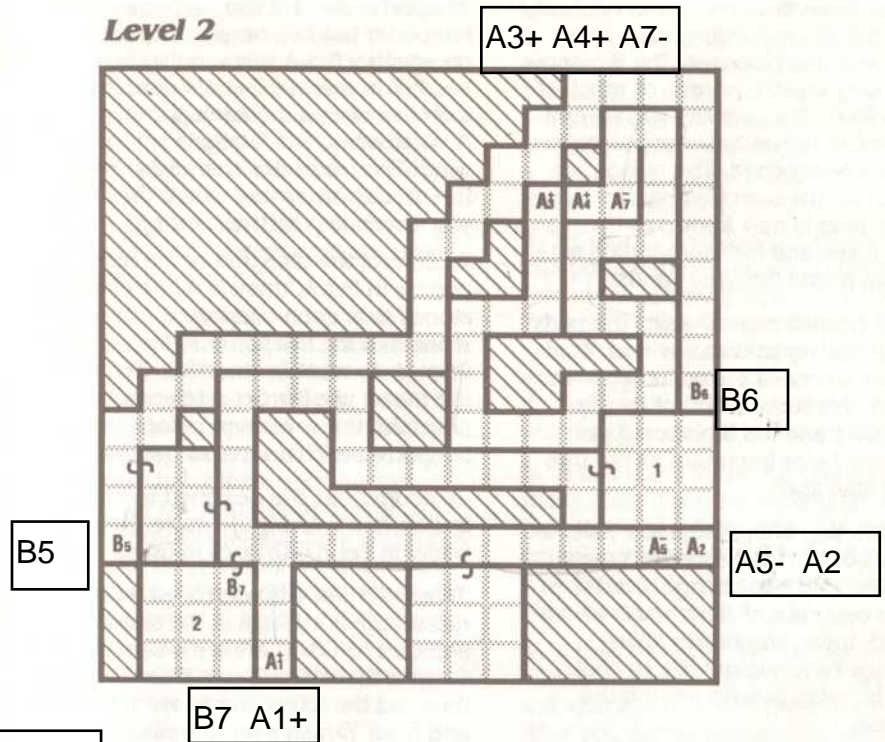 Level 2
A3+ A4+ A7-
A3+ A4+ A7-
B6 B6
1
B5 B5
A5- A2 A5- A2
B7
2
A1+
B7 A1+